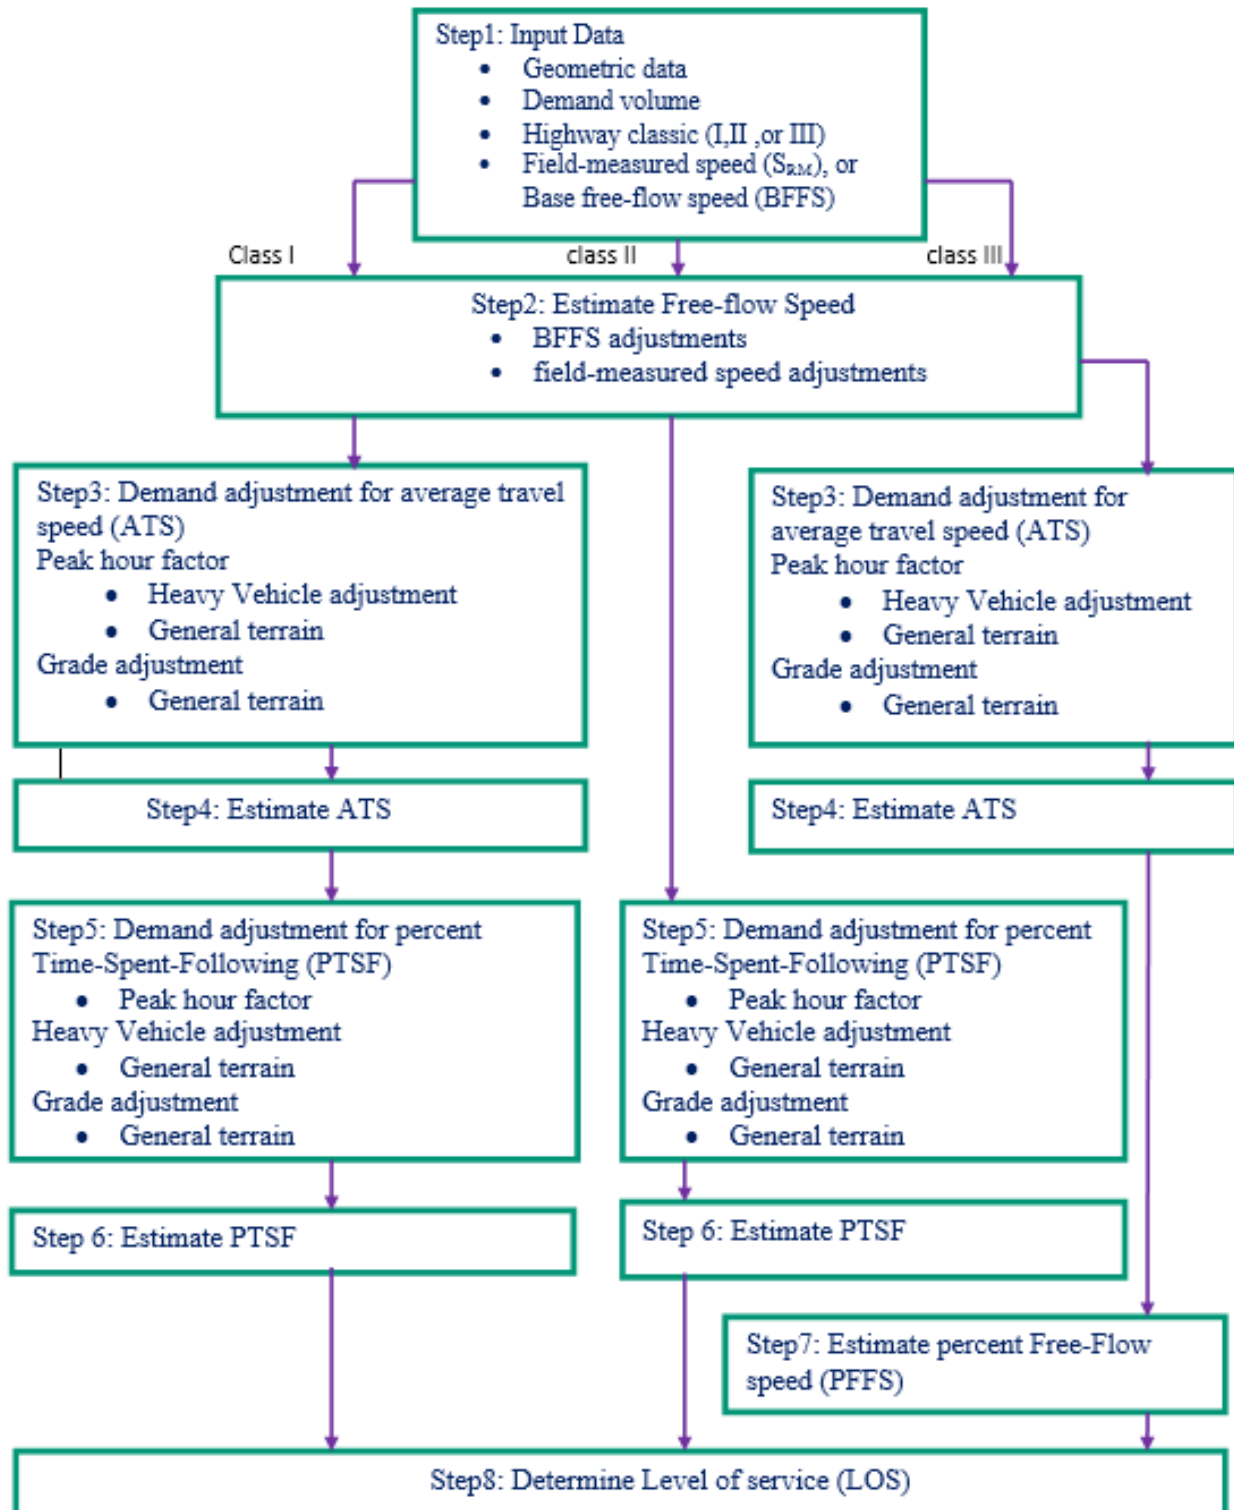 Step1: Input Data
• Geometric data
• Demand volume
• Highway classic (I,II ,or III)
• Field-measured speed (SRM), or
Base free-flow speed (BFFS)
Class I
class II
class III
Step2: Estimate Free-flow Speed
• BFFS adjustments
• field-measured speed adjustments
Step3: Demand adjustment for average travel
speed (ATS)
Peak hour factor
• Heavy Vehicle adjustment
• General terrain
Grade adjustment
• General terrain
Step3: Demand adjustment for
average travel speed (ATS)
Peak hour factor
• Heavy Vehicle adjustment
• General terrain
Grade adjustment
• General terrain
Step4: Estimate ATS
Step4: Estimate ATS
Step5: Demand adjustment for percent
Time-Spent-Following (PTSF)
• Peak hour factor
Heavy Vehicle adjustment
• General terrain
Grade adjustment
• General terrain
Step5: Demand adjustment for percent
Time-Spent-Following (PTSF)
• Peak hour factor
Heavy Vehicle adjustment
• General terrain
Grade adjustment
• General terrain
Step 6: Estimate PTSF
Step 6: Estimate PTSF
Step7: Estimate percent Free-Flow
speed (PFFS)
Step8: Determine Level of service (LOS)